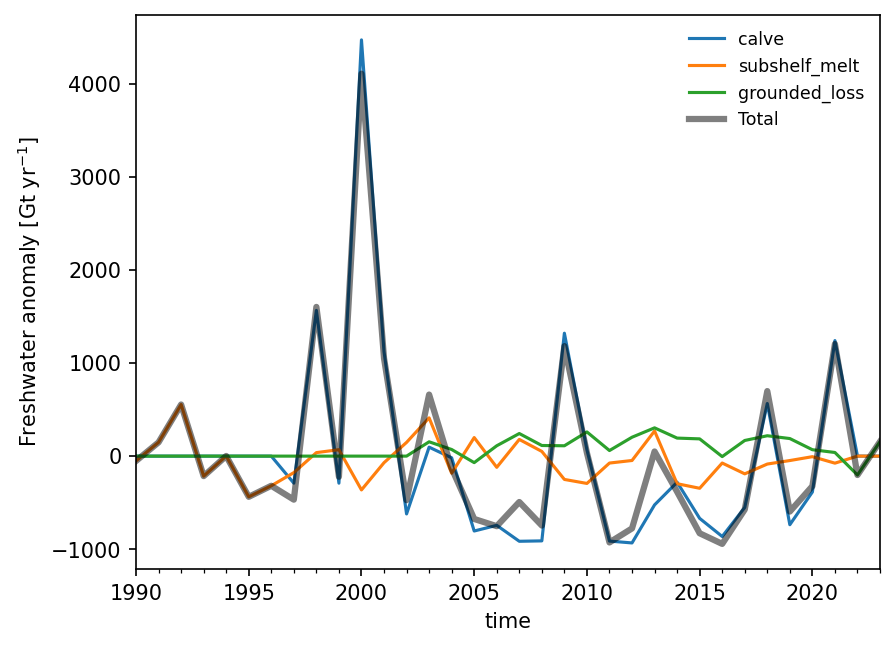 calve
subshelf_melt
grounded_loss
Total
4000
3000
2000
1000
0
−1000
Freshwater anomaly [Gt yr⁻¹]
1990 1995 2000 2005 2010 2015 2020
time